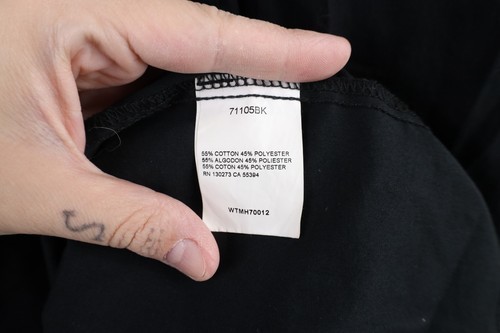 71105BK
55% COTTON 45% POLYESTER
55% ALGODON 45% POLIESTER
55% COTON 45% POLYESTER
RN 130273 CA 55394
WTMH70012